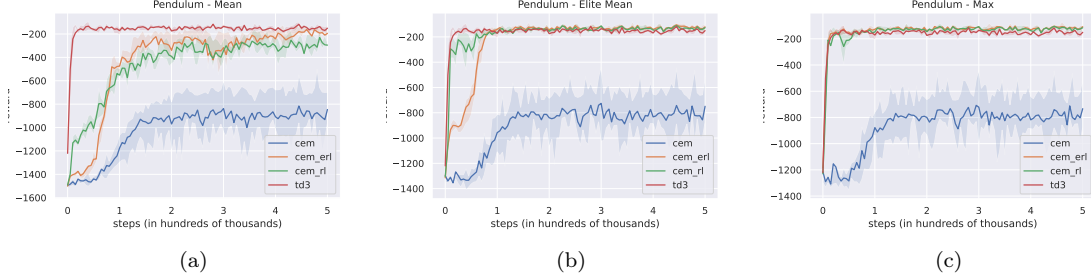 Pendulum - Mean
−200
−400
−600
−800
−1000
−1200
−1400
−1600
0 1 2 3 4 5
steps (in hundreds of thousands)
cem
cem_erl
cem_rl
td3
(a)
Pendulum - Elite Mean
−200
−400
−600
−800
−1000
−1200
−1400
0 1 2 3 4 5
steps (in hundreds of thousands)
cem
cem_erl
cem_rl
td3
(b)
Pendulum - Max
−200
−400
−600
−800
−1000
−1200
−1400
0 1 2 3 4 5
steps (in hundreds of thousands)
cem
cem_erl
cem_rl
td3
(c)